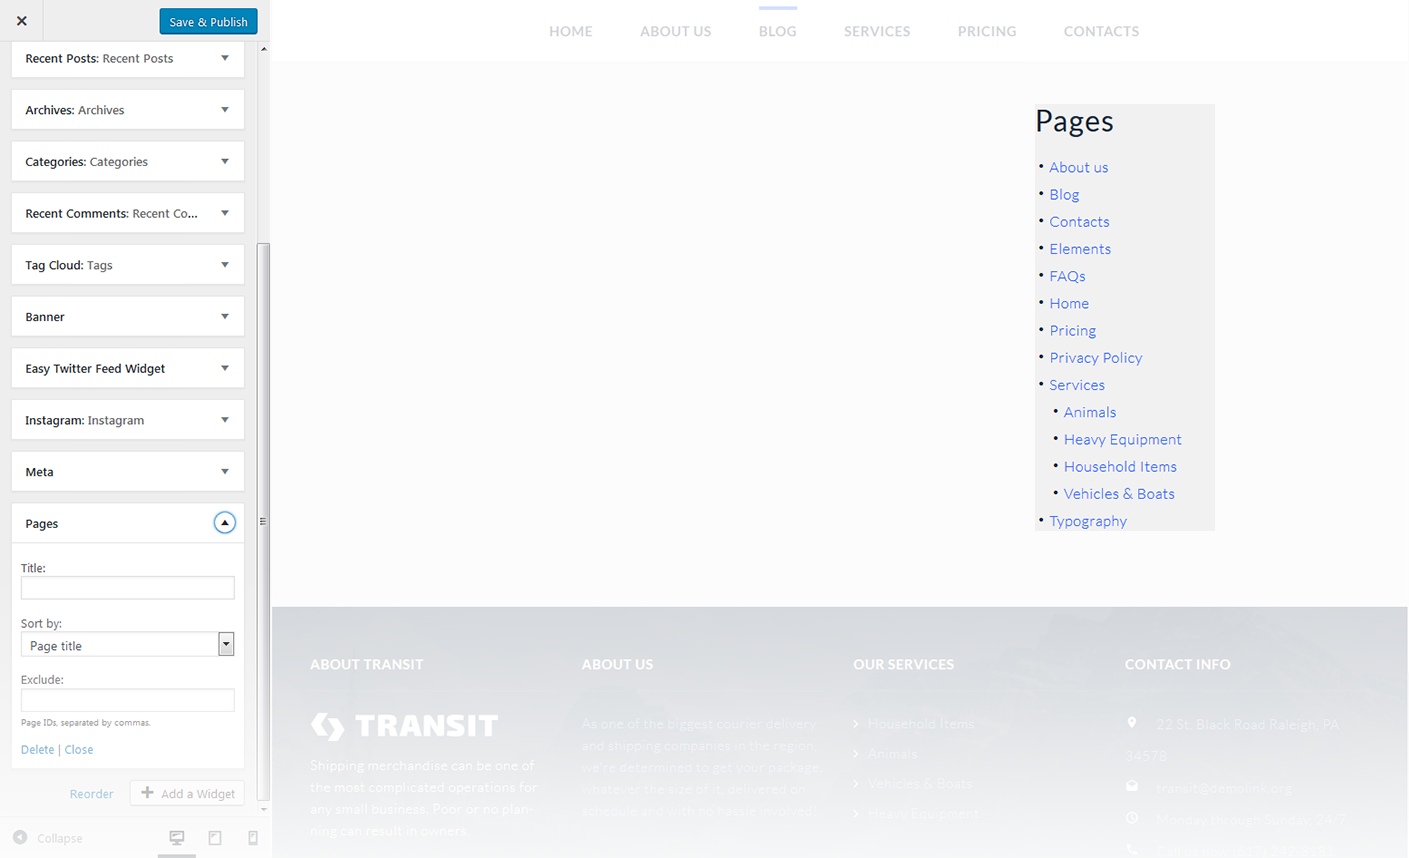 Save & Publish
Recent Posts: Recent Posts
Archives: Archives
Categories: Categories
Recent Comments: Recent Co...
Tag Cloud: Tags
Banner
Easy Twitter Feed Widget
Instagram: Instagram
Meta
Pages
Title:
Sort by:
Page title
Exclude:
Page IDs, separated by commas.
Delete | Close
Reorder
Add a Widget
Collapse
HOME ABOUT US BLOG SERVICES PRICING CONTACTS
Pages
• About us
• Blog
• Contacts
• Elements
• FAQs
• Home
• Pricing
• Privacy Policy
• Services
• Animals
• Heavy Equipment
• Household Items
• Vehicles & Boats
• Typography
ABOUT TRANSIT
TRANSIT
Shipping merchandise can be one of
the most complicated operations for
any small business. Poor or no plan-
ning can result in owners
ABOUT US
As one of the biggest courier delivery
and shipping companies in the region,
we're determined to get your package,
whatever the size of it, delivered on
schedule and with no hassle involved!
OUR SERVICES
Household Items
Animals
Vehicles & Boats
Heavy Equipment
CONTACT INFO
22 St. Black Road Raleigh, PA
34578
transit@demolink.org
Monday through Sunday, 24/7